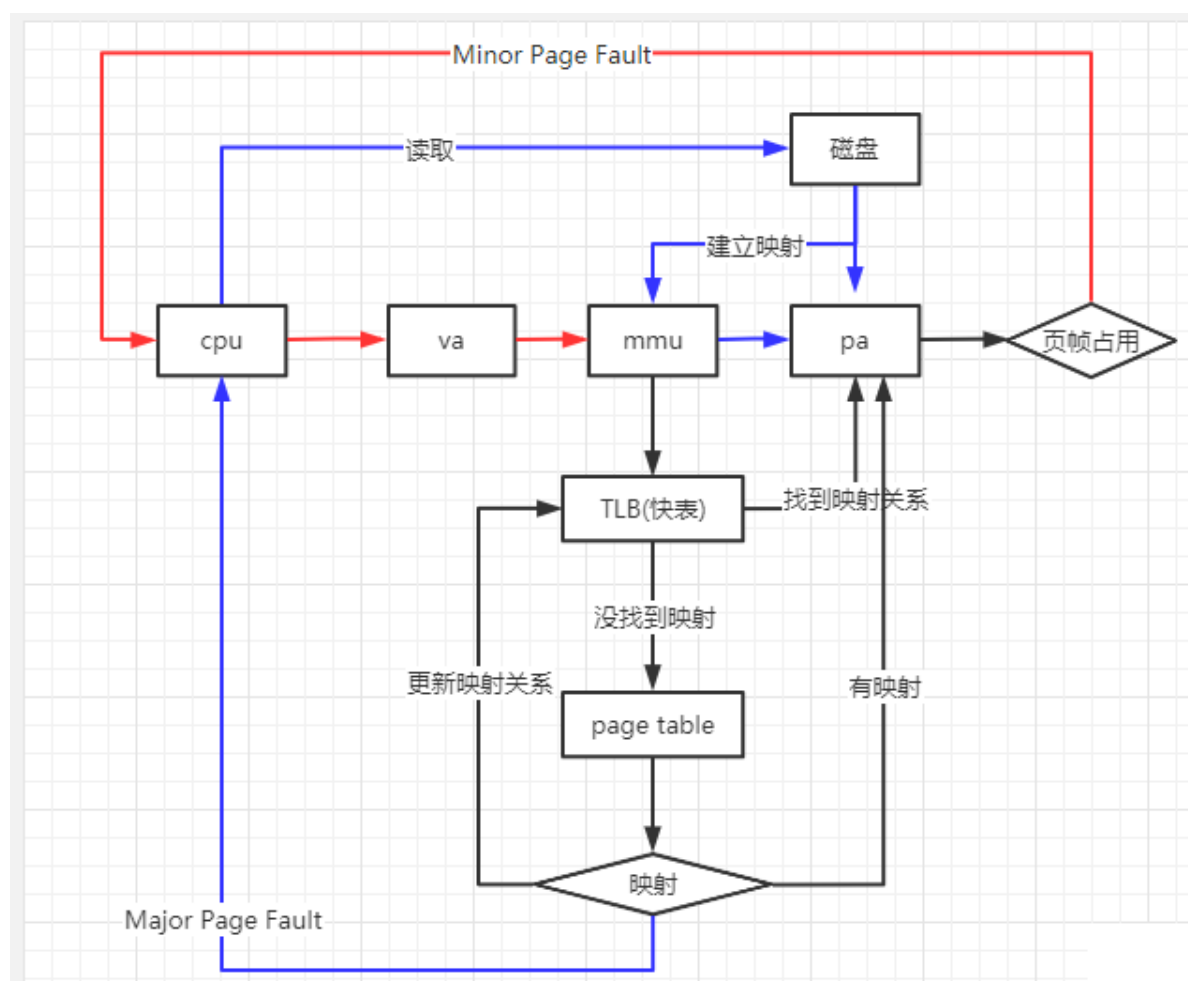 Minor Page Fault
读取
磁盘
建立映射
cpu
va
mmu
pa
页帧占用
TLB(快表)
找到映射关系
没找到映射
更新映射关系
有映射
page table
映射
Major Page Fault